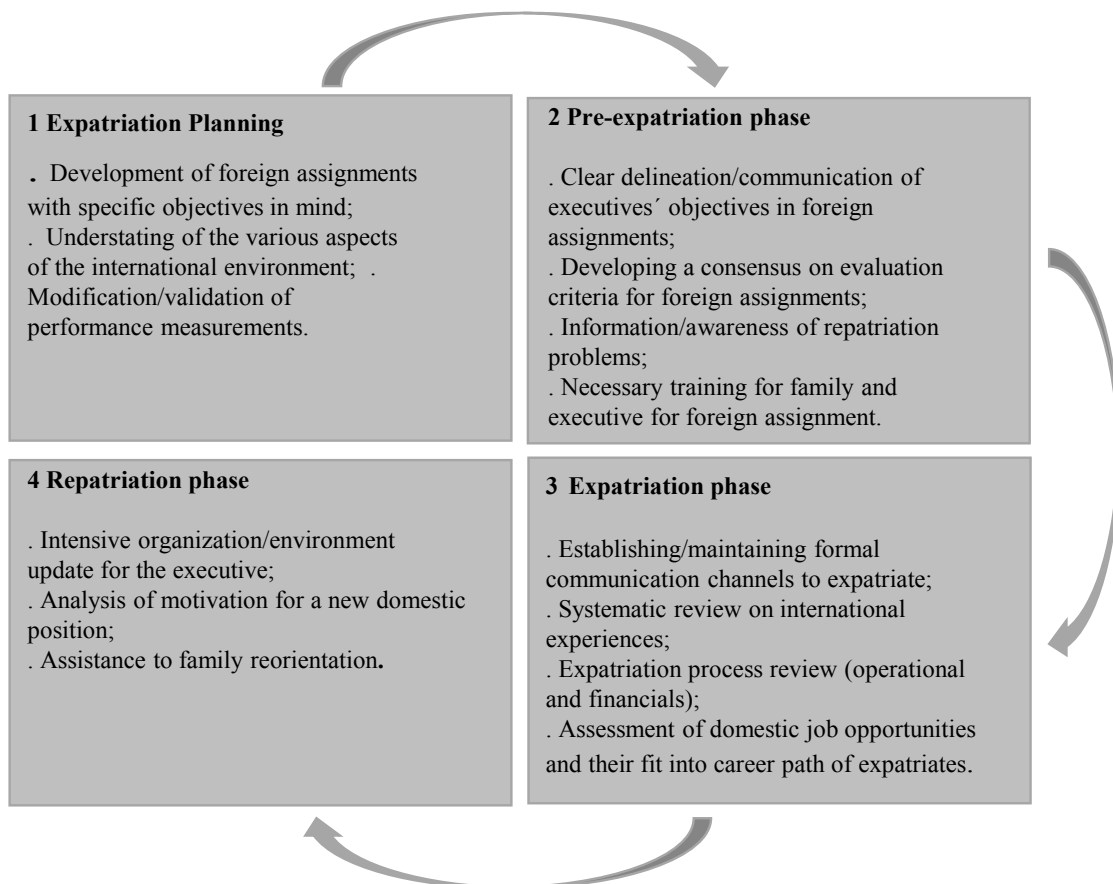 1 Expatriation Planning
. Development of foreign assignments
with specific objectives in mind;
. Understating of the various aspects
of the international environment; .
Modification/validation of
performance measurements.
2 Pre-expatriation phase
. Clear delineation/communication of
executives´ objectives in foreign
assignments;
. Developing a consensus on evaluation
criteria for foreign assignments;
. Information/awareness of repatriation
problems;
. Necessary training for family and
executive for foreign assignment.
4 Repatriation phase
. Intensive organization/environment
update for the executive;
. Analysis of motivation for a new domestic
position;
. Assistance to family reorientation.
3 Expatriation phase
. Establishing/maintaining formal
communication channels to expatriate;
. Systematic review on international
experiences;
. Expatriation process review (operational
and financials);
. Assessment of domestic job opportunities
and their fit into career path of expatriates.